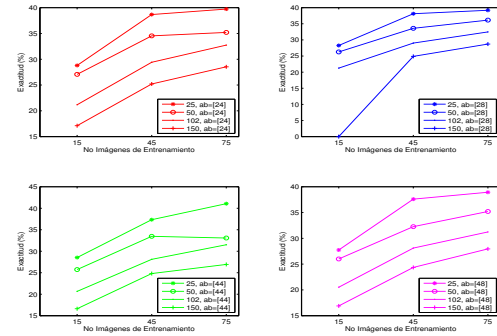 Exactitud (%)
40
35
30
25
20
15
15
45
75
No Imágenes de Entrenamiento
25, ab=[24]
50, ab=[24]
102, ab=[24]
150, ab=[24]
Exactitud (%)
40
35
30
25
20
15
10
5
0
15
45
75
No Imágenes de Entrenamiento
25, ab=[28]
50, ab=[28]
102, ab=[28]
150, ab=[28]
Exactitud (%)
45
40
35
30
25
20
15
15
45
75
No Imágenes de Entrenamiento
25, ab=[44]
50, ab=[44]
102, ab=[44]
150, ab=[44]
Exactitud (%)
40
35
30
25
20
15
15
45
75
No Imágenes de Entrenamiento
25, ab=[48]
50, ab=[48]
102, ab=[48]
150, ab=[48]